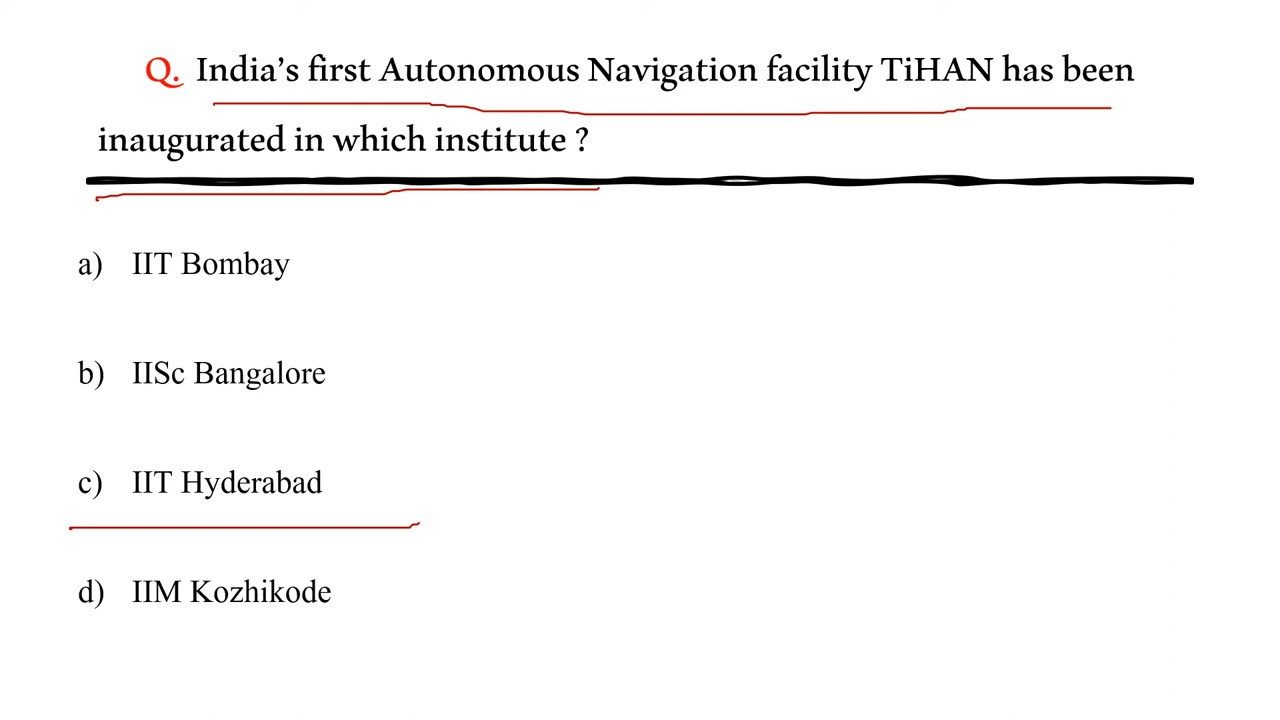 Q. India's first Autonomous Navigation facility TiHAN has been
inaugurated in which institute ?
a) IIT Bombay
b) IISc Bangalore
c) IIT Hyderabad
d) IIM Kozhikode